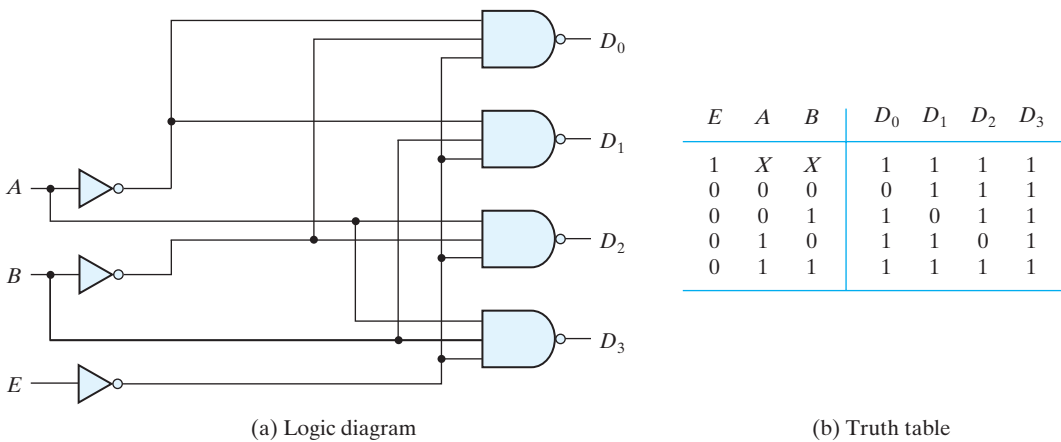 D0
D1
A
D2
B
D3
E
(a) Logic diagram
E A B D0 D1 D2 D3
1 X X 1 1 1 1
0 0 0 0 1 1 1
0 0 1 1 0 1 1
0 1 0 1 1 0 1
0 1 1 1 1 1 1
(b) Truth table